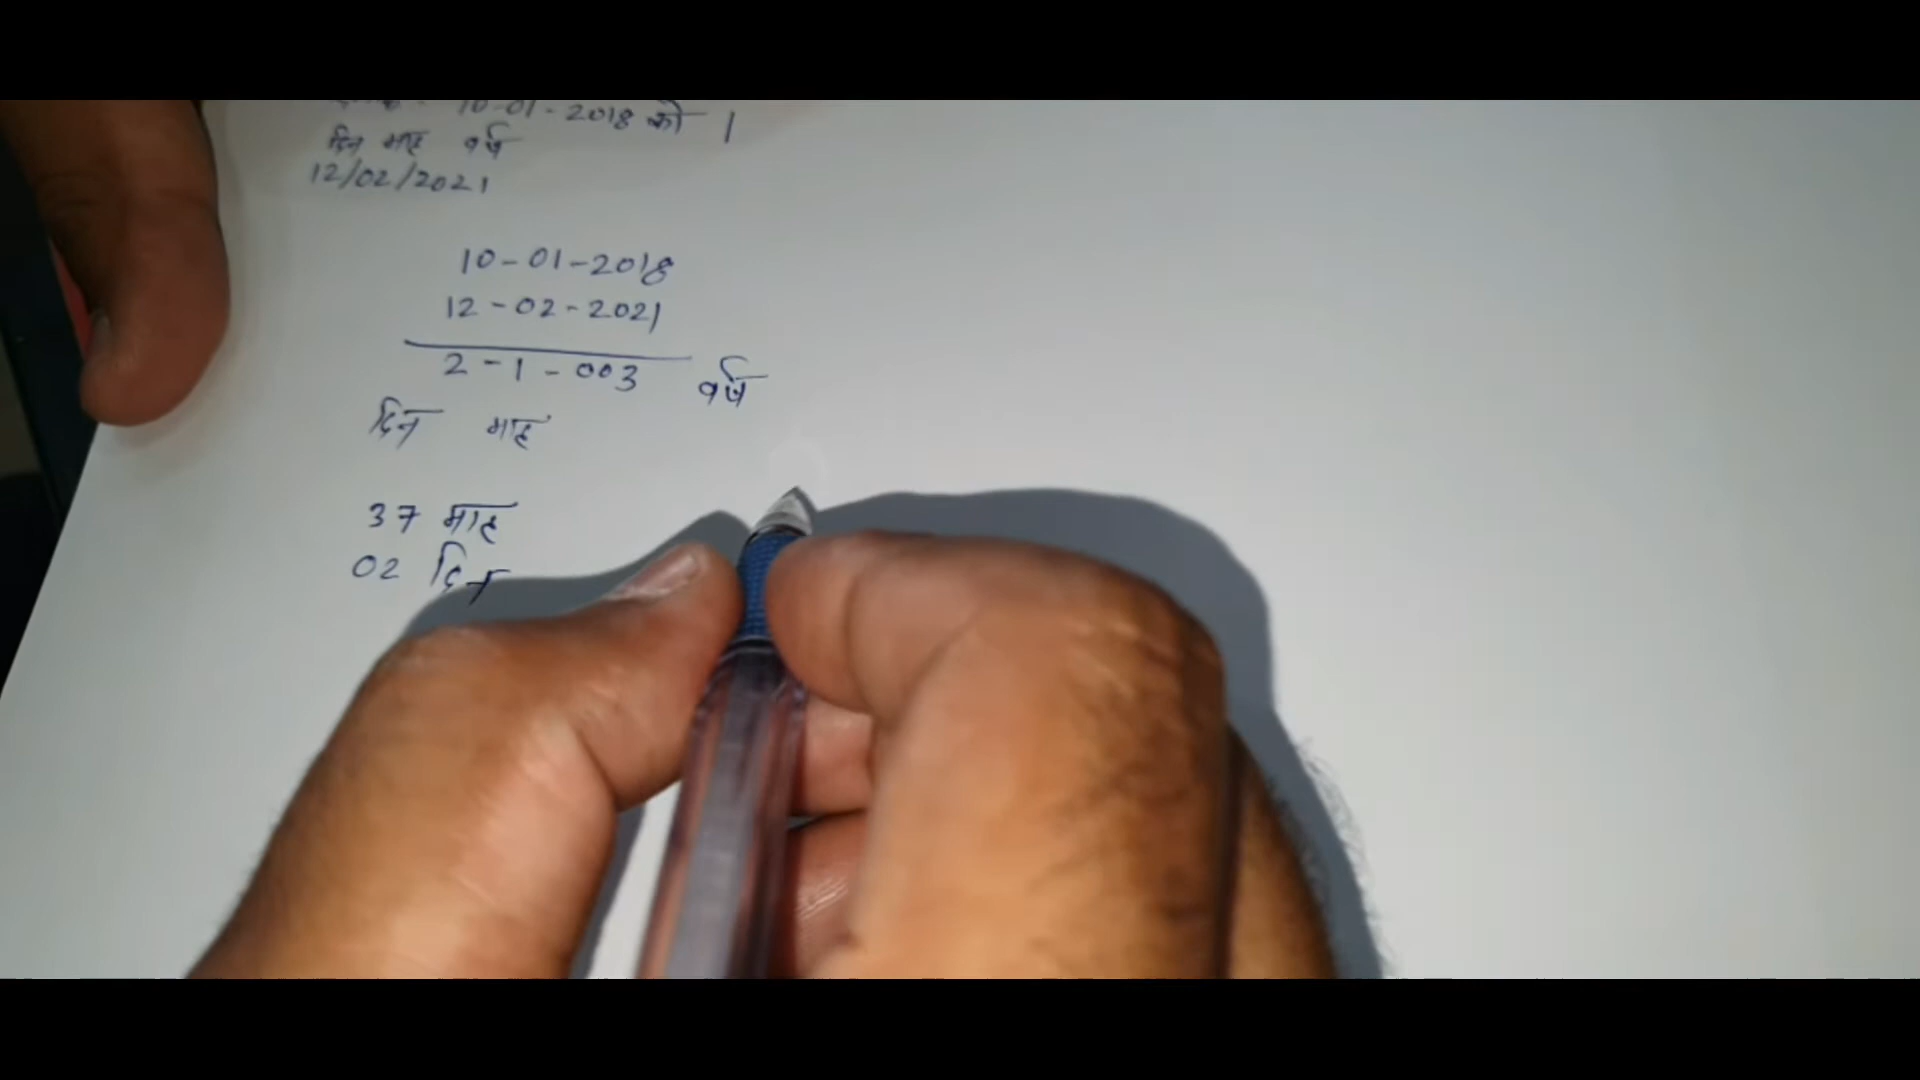 10-01-2018 को |
दिन माह वर्ष
12/02/2021
10-01-2018
12-02-2021
2-1-003 वर्ष
दिन माह
37 माह
02 दिन